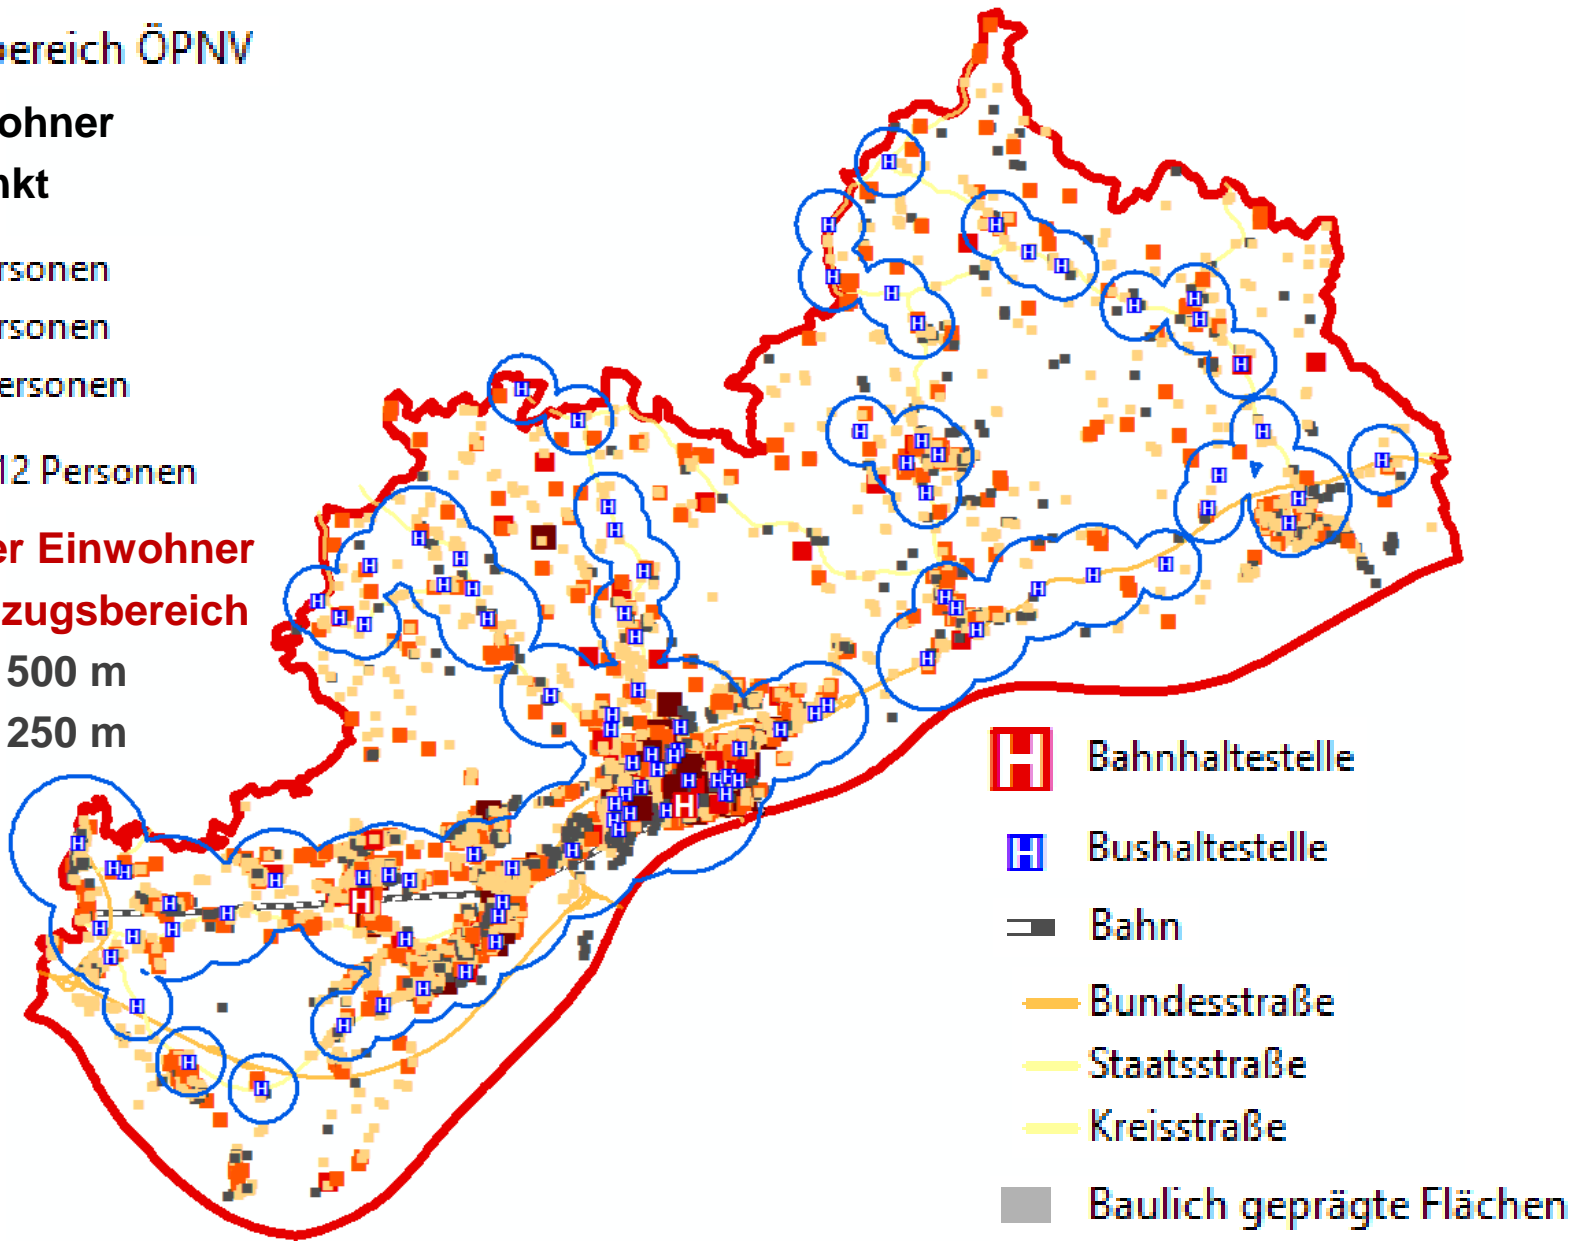 bereich ÖPNV
ohner
nkt
rsonen
rsonen
ersonen
12 Personen
er Einwohner
zugsbereich
500 m
250 m
H Bahnhaltestelle
H Bushaltestelle
Bahn
Bundesstraße
Staatsstraße
Kreisstraße
Baulich geprägte Flächen